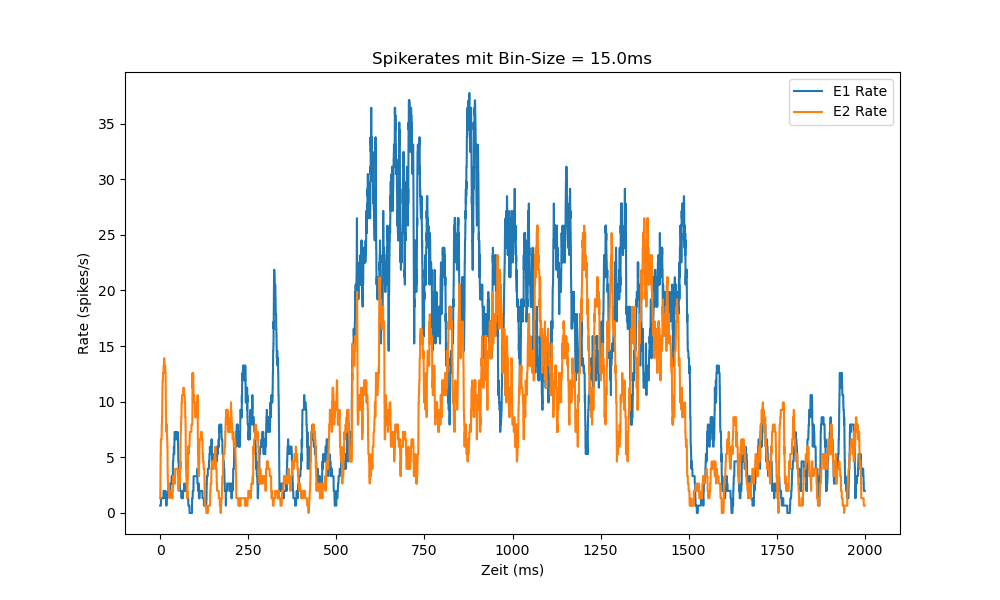 Spikerates mit Bin-Size = 15.0ms
E1 Rate
E2 Rate
Rate (spikes/s)
35
30
25
20
15
10
5
0
0 250 500 750 1000 1250 1500 1750 2000
Zeit (ms)